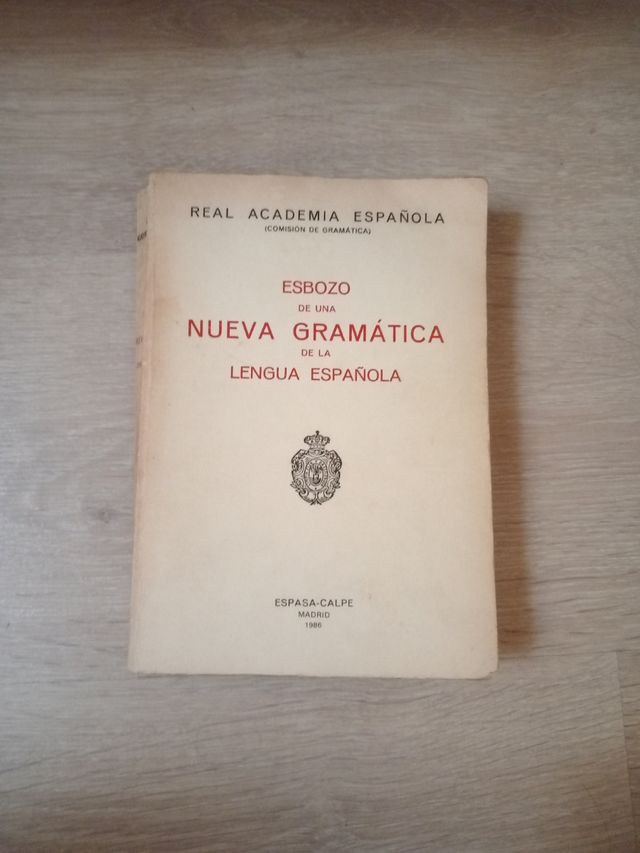 REAL ACADEMIA ESPAÑOLA
(COMISIÓN DE GRAMÁTICA)
ESBOZO
DE UNA
NUEVA GRAMÁTICA
DE LA
LENGUA ESPAÑOLA
ESPASA-CALPE
MADRID
1986